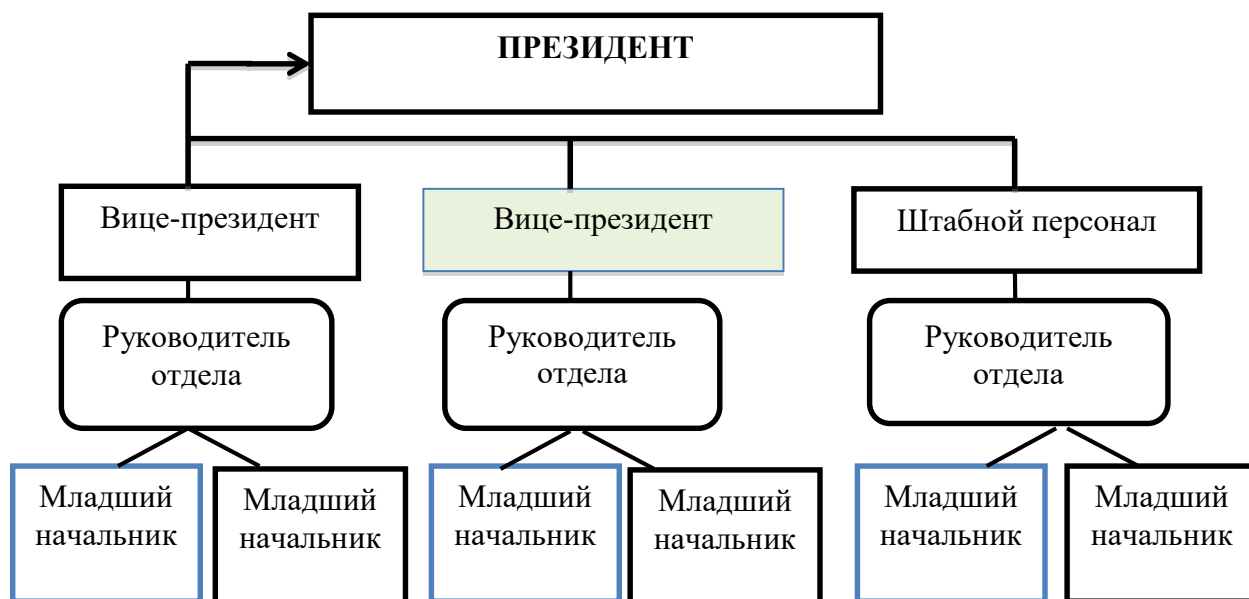 ПРЕЗИДЕНТ
Вице-президент
Вице-президент
Штабной персонал
Руководитель
отдела
Руководитель
отдела
Руководитель
отдела
Младший
начальник
Младший
начальник
Младший
начальник
Младший
начальник
Младший
начальник
Младший
начальник